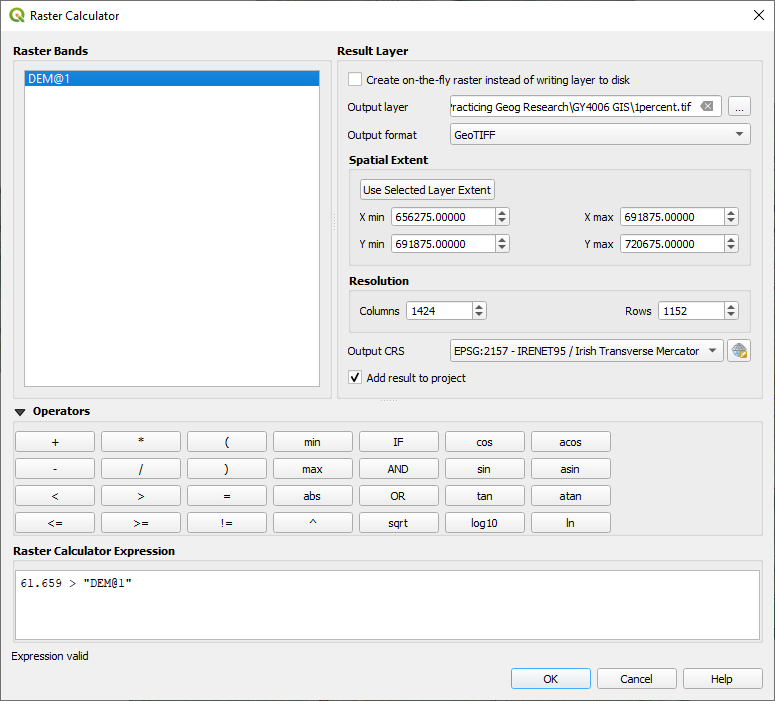 Raster Calculator
Raster Bands
DEM@1
Result Layer
Create on-the-fly raster instead of writing layer to disk
Output layer
Practicing Geog Research\GY4006 GIS\1percent.tif
...
Output format
GeoTIFF
Spatial Extent
Use Selected Layer Extent
X min 656275.00000 X max 691875.00000
Y min 691875.00000 Y max 720675.00000
Resolution
Columns 1424 Rows 1152
Output CRS EPSG:2157 - IRENET95 / Irish Transverse Mercator
Add result to project
Operators
+ * ( min IF cos acos
- / ) max AND sin asin
< > = abs OR tan atan
<= >= != ^ sqrt log10 ln
Raster Calculator Expression
61.659 > "DEM@1"
Expression valid
OK Cancel Help